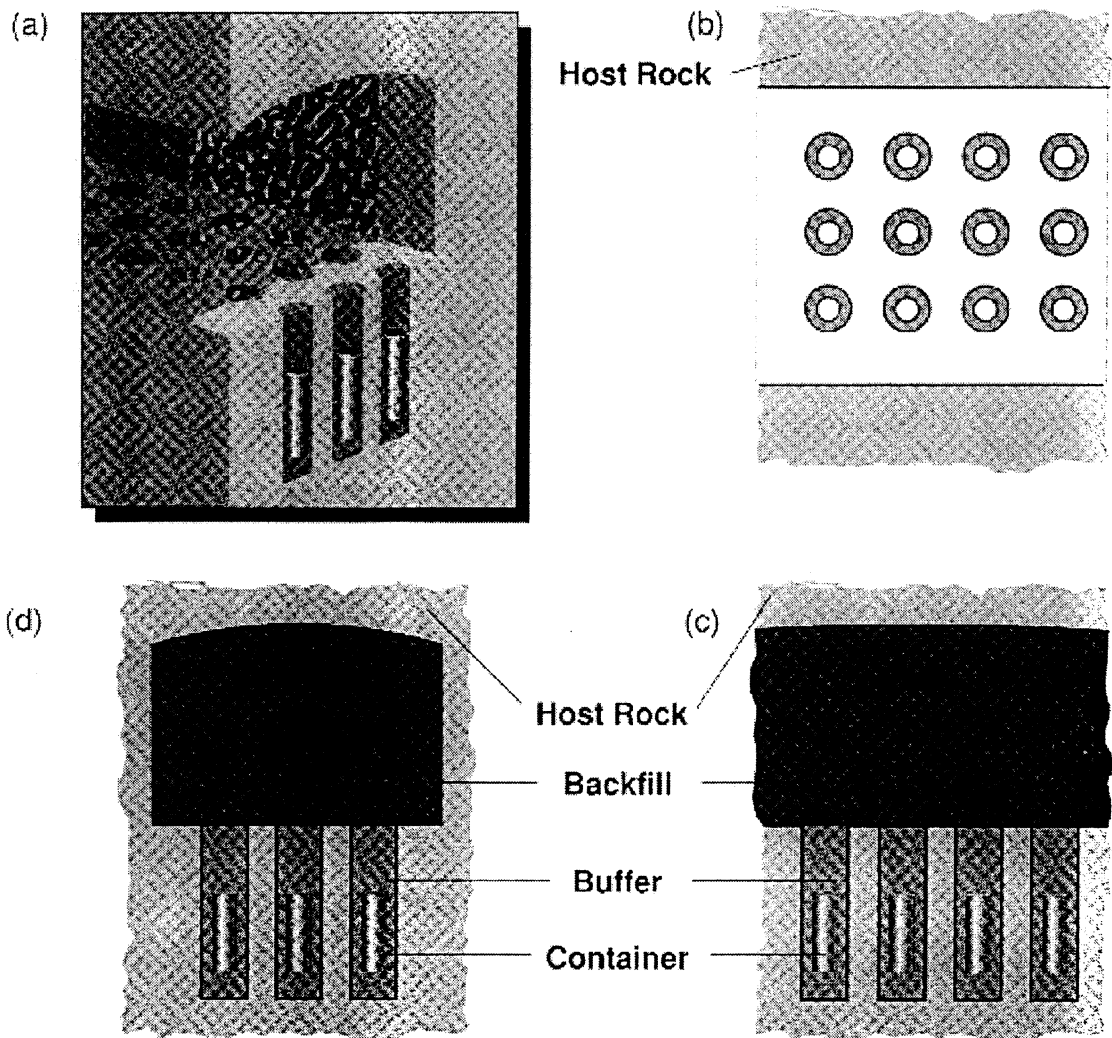 (a)
(b)
Host Rock
(d)
(c)
Host Rock
Backfill
Buffer
Container